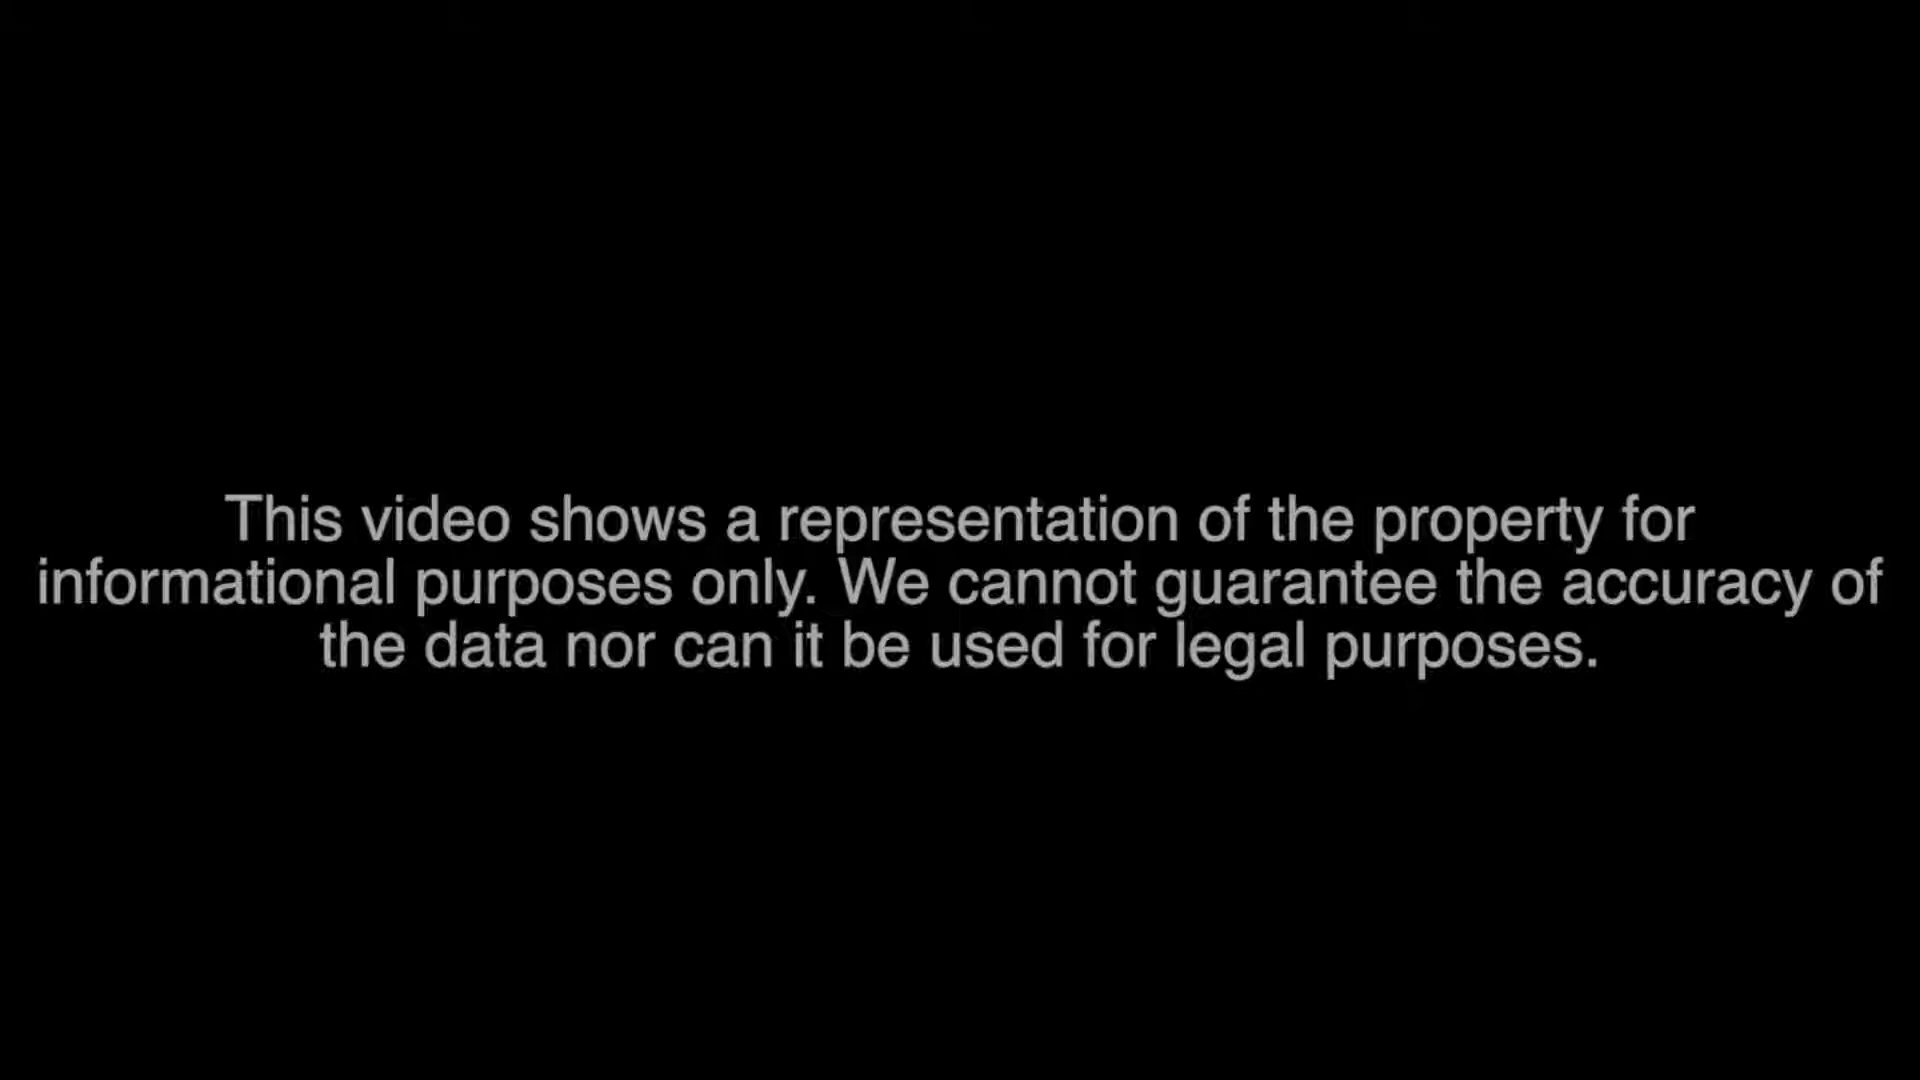 This video shows a representation of the property for
informational purposes only. We cannot guarantee the accuracy of
the data nor can it be used for legal purposes.